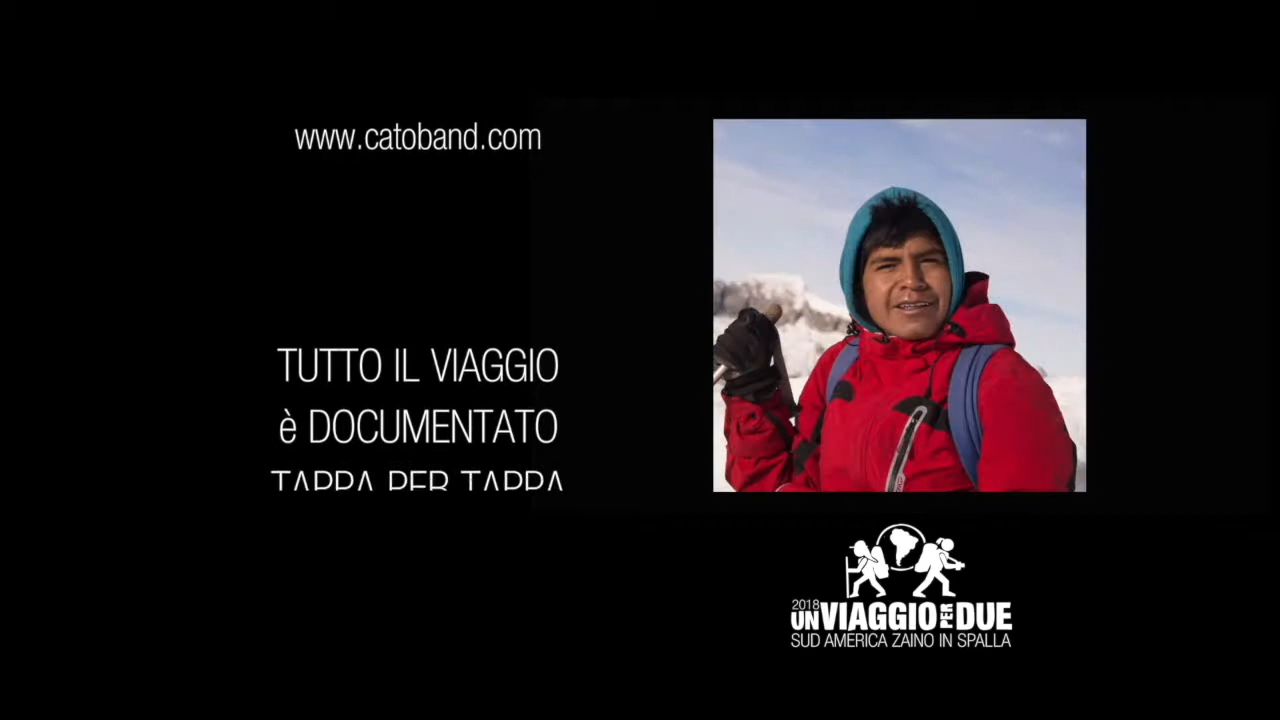 www.catoband.com
TUTTO IL VIAGGIO
è DOCUMENTATO
TAPPA PER TAPPA
2018
UN VIAGGIO PER DUE
SUD AMERICA ZAINO IN SPALLA